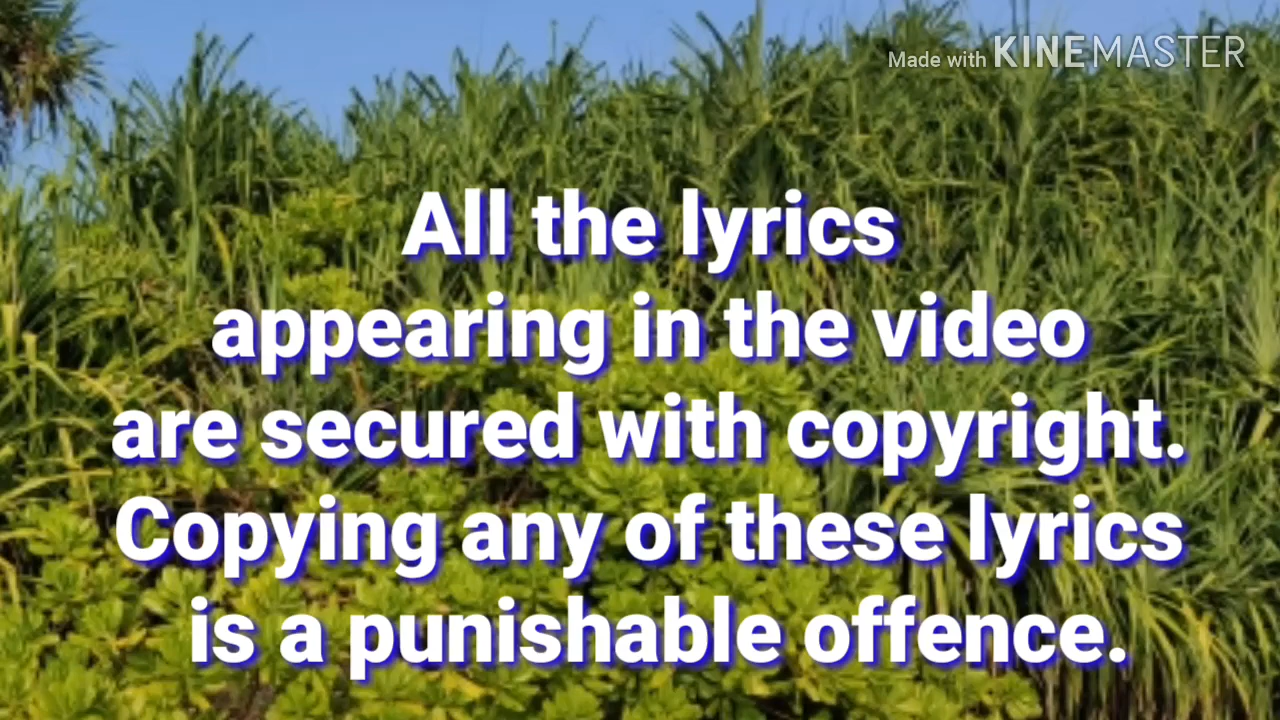 Made with KINEMASTER
All the lyrics
appearing in the video
are secured with copyright.
Copying any of these lyrics
is a punishable offence.